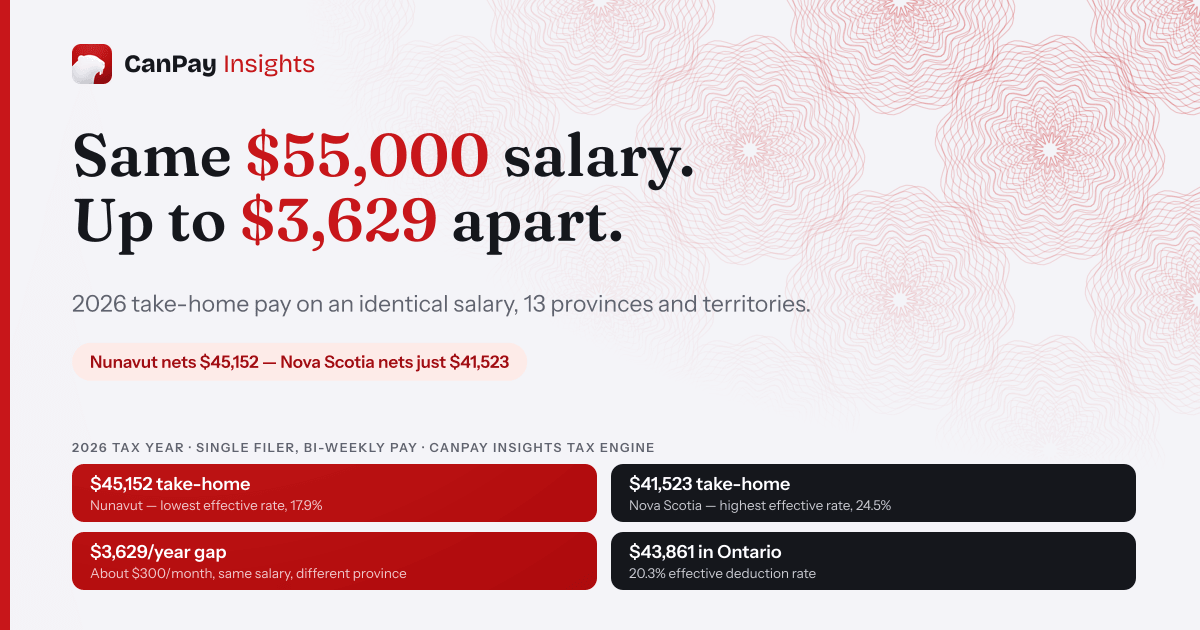 CanPay Insights
Same $55,000 salary.
Up to $3,629 apart.
2026 take-home pay on an identical salary, 13 provinces and territories.
Nunavut nets $45,152 — Nova Scotia nets just $41,523
2026 TAX YEAR · SINGLE FILER, BI-WEEKLY PAY · CANPAY INSIGHTS TAX ENGINE
$45,152 take-home
Nunavut — lowest effective rate, 17.9%
$41,523 take-home
Nova Scotia — highest effective rate, 24.5%
$3,629/year gap
About $300/month, same salary, different province
$43,861 in Ontario
20.3% effective deduction rate